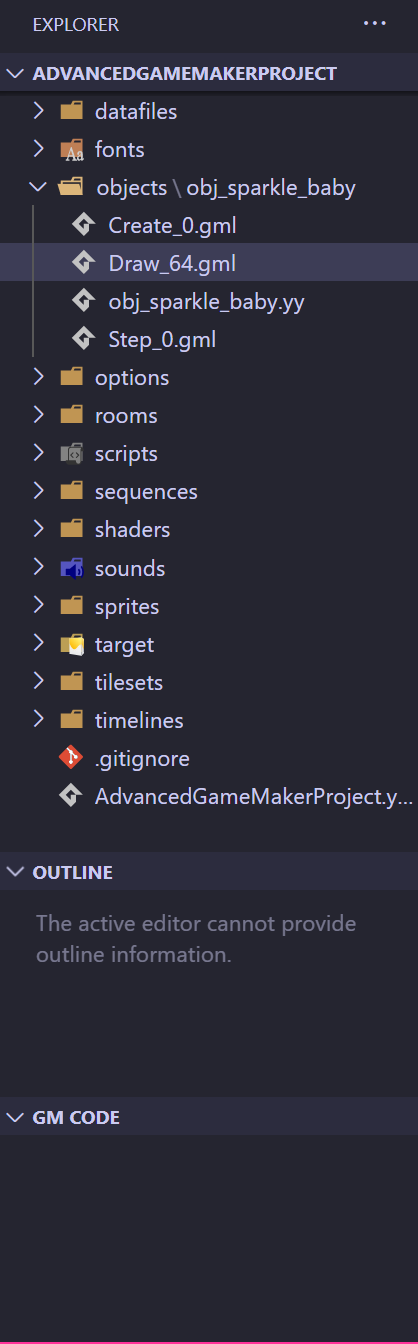 EXPLORER ...
ADVANCEDGAMEMAKERPROJECT
datafiles
fonts
objects \ obj_sparkle_baby
Create_0.gml
Draw_64.gml
obj_sparkle_baby.yy
Step_0.gml
options
rooms
scripts
sequences
shaders
sounds
sprites
target
tilesets
timelines
.gitignore
AdvancedGameMakerProject.y...
OUTLINE
The active editor cannot provide
outline information.
GM CODE